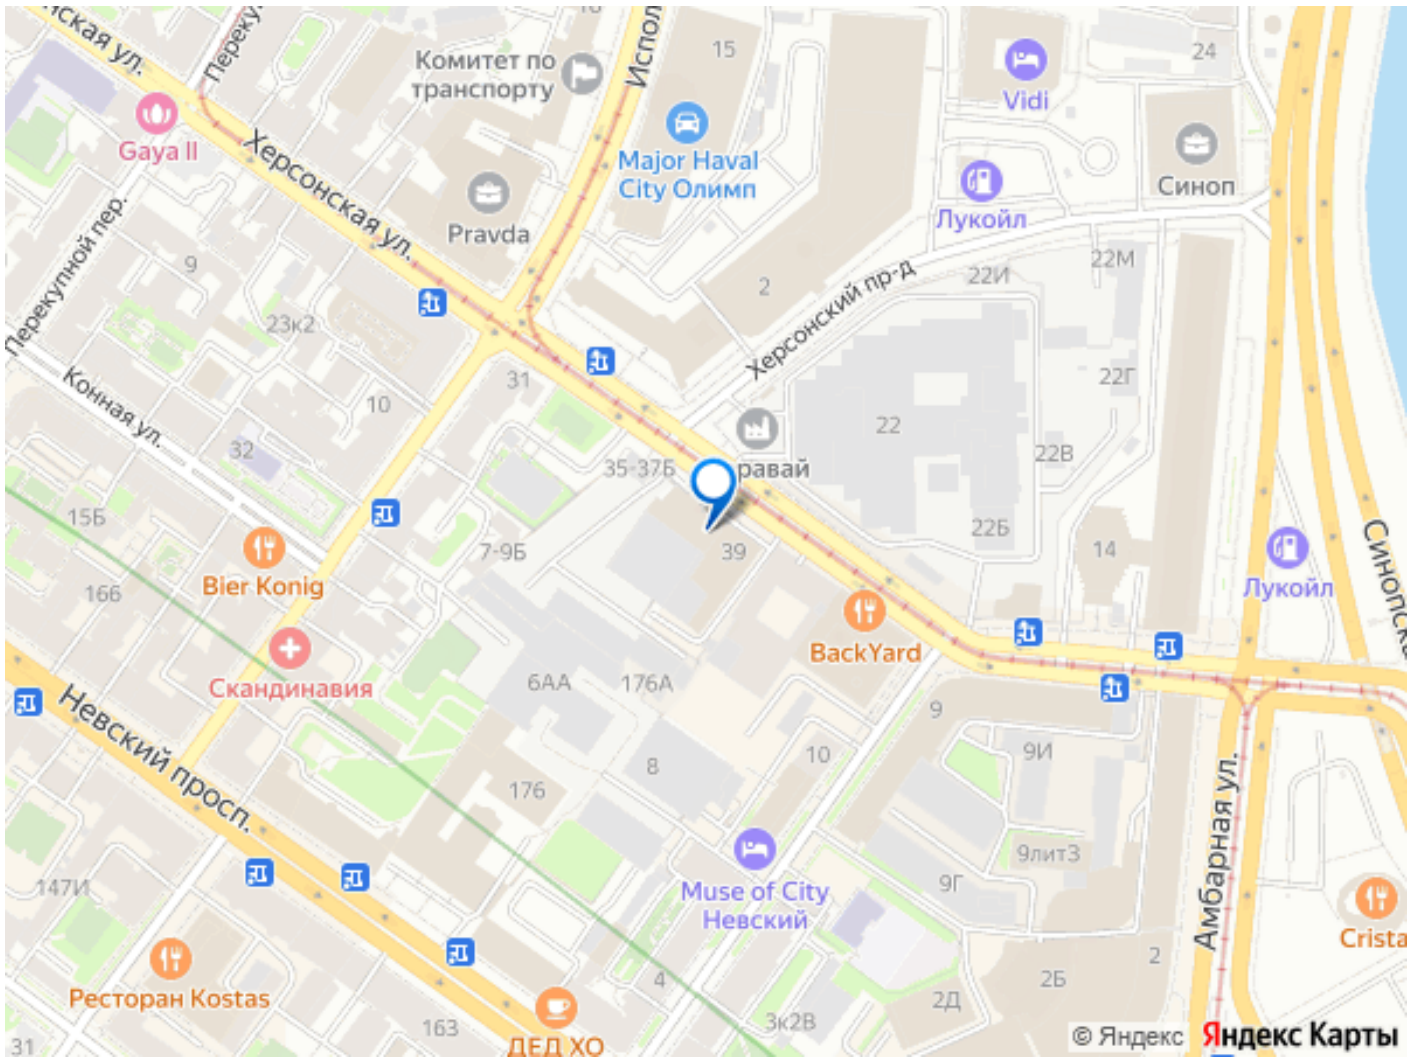 нская ул.
Переку
Комитет по
транспорту
Испол
15
24
Vidi
Gaya II
Major Haval
City Олимп
Синоп
Херсонская ул.
Pravda
Лукойл
Перекупной пер.
9
2
22И
22М
Херсонский пр-д
23к2
31
22Г
Конная ул.
10
22
32
35-37Б
равай
22В
15Б
22Б
7-9Б
39
14
Bier Konig
166
Лукойл
Синопска
BackYard
Скандинавия
6АА
176А
Невский просп.
9
8
10
9И
176
Амбарная ул.
9лит3
147И
Muse of City
Невский
9Г
Crista
Ресторан Kostas
4
2
2Б
2Д
163
3к2В
31
ДЕД ХО
© Яндекс Яндекс Карты